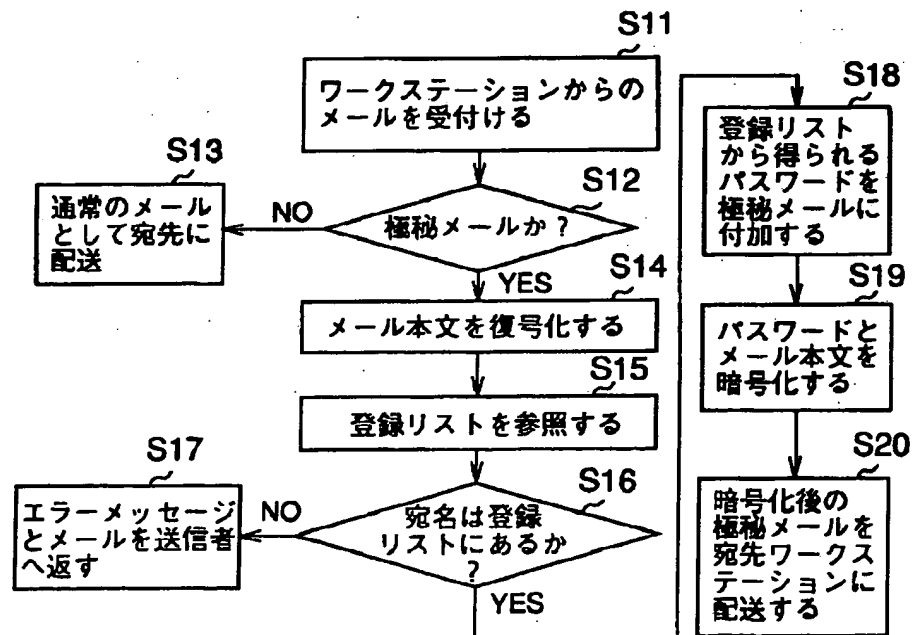 S11
ワークステーションからの
メールを受付ける
S12
極秘メールか?
NO
S13
通常のメール
として宛先に
配送
YES
S14
メール本文を復号化する
S15
登録リストを参照する
S16
宛名は登録
リストにあるか
?
NO
S17
エラーメッセージ
とメールを送信者
へ返す
YES
S18
登録リスト
から得られる
パスワードを
極秘メールに
付加する
S19
パスワードと
メール本文を
暗号化する
S20
暗号化後の
極秘メールを
宛先ワークス
テーションに
配送する